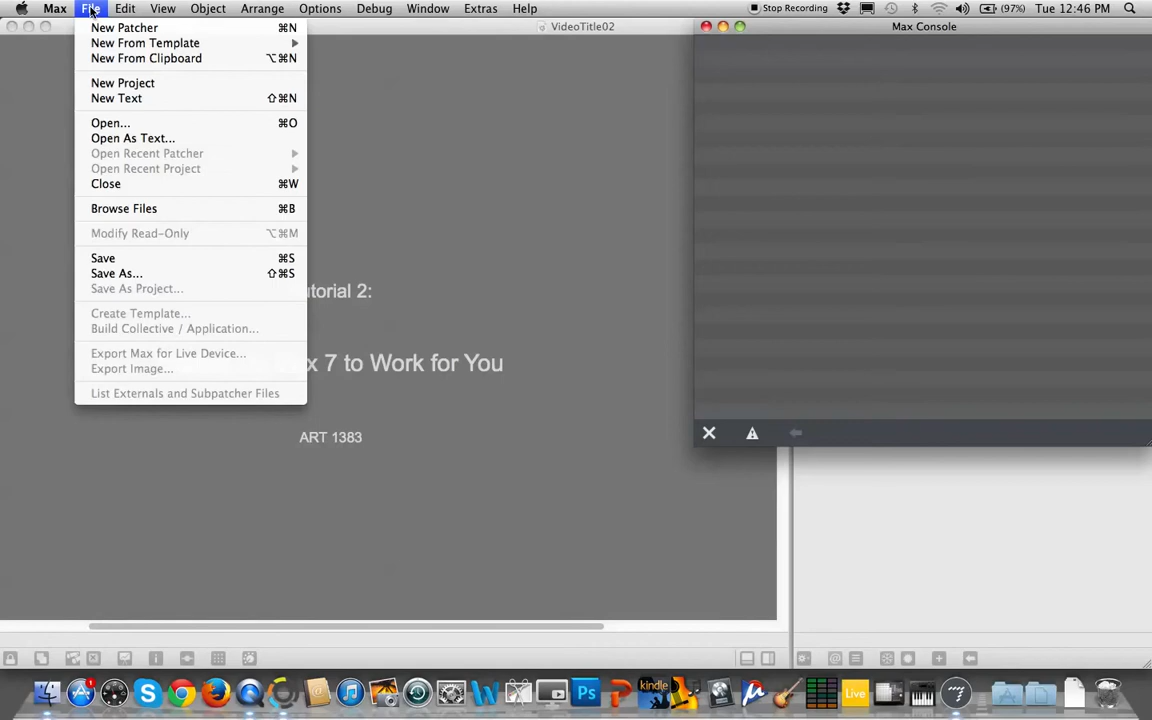 Max File Edit View Object Arrange Options Debug Window Extras Help Stop Recording (97%) Tue 12:46 PM
VideoTitle02
Max Console
New Patcher ⌘N
New From Template
New From Clipboard ⌥⌘N
New Project
New Text ⇧⌘N
Open... ⌘O
Open As Text...
Open Recent Patcher
Open Recent Project
Close ⌘W
Browse Files ⌘B
Modify Read-Only ⌥⌘M
Save ⌘S
Save As... ⇧⌘S
Save As Project...
Create Template...
Build Collective / Application...
Export Max for Live Device...
Export Image...
List Externals and Subpatcher Files
utorial 2:
x 7 to Work for You
ART 1383
1
kindle
Live